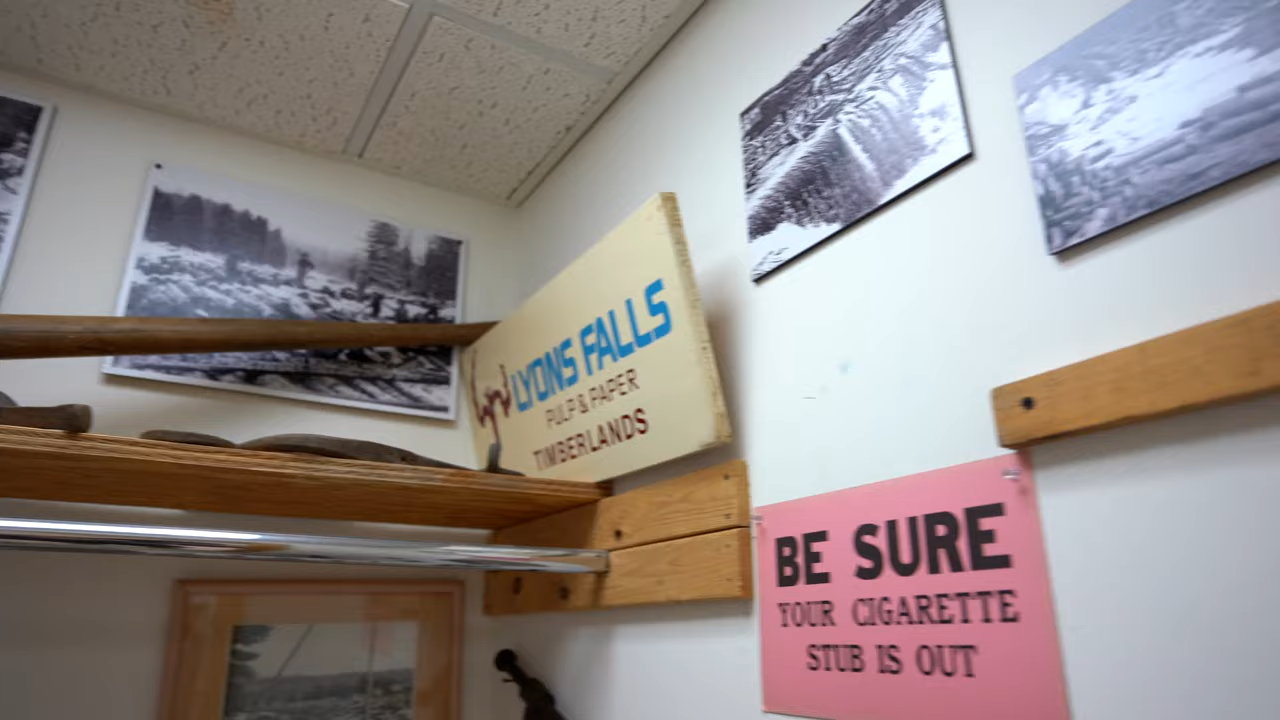 LYONS FALLS
PULP & PAPER
TIMBERLANDS
BE SURE
YOUR CIGARETTE
STUB IS OUT